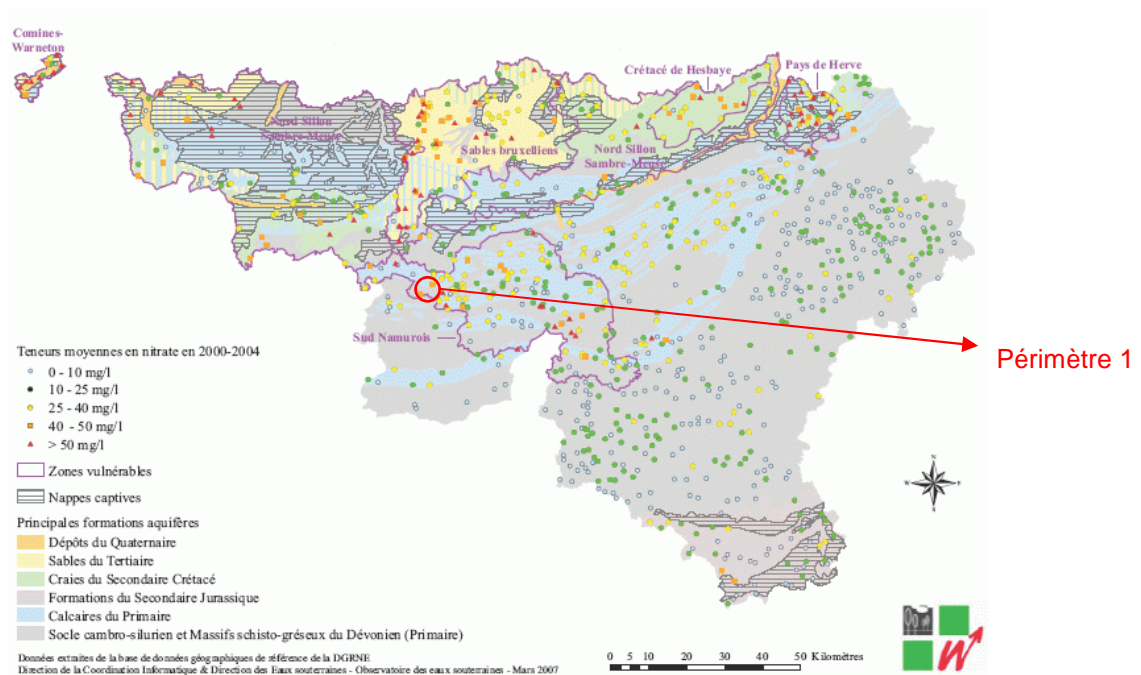 Comines-
Warneton
Crétacé de Hesbaye
Pays de Herve
Nord Sillon
Sambre-Meuse
Sables bruxelliens
Nord Sillon
Sambre-Meuse
Sud Namurois
Périmètre 1
Teneurs moyennes en nitrate en 2000-2004
0 - 10 mg/l
10 - 25 mg/l
25 - 40 mg/l
40 - 50 mg/l
> 50 mg/l
Zones vulnérables
Nappes captives
Principales formations aquifères
Dépôts du Quaternaire
Sables du Tertiaire
Craies du Secondaire Crétacé
Formations du Secondaire Jurassique
Calcaires du Primaire
Socle cambro-silurien et Massifs schisto-gréseux du Dévonien (Primaire)
N
W E
S
Données extraites de la base de données géographiques de référence de la DGRNE
Direction de la Coordination Informatique & Direction des Eaux souterraines - Observatoire des eaux souterraines - Mars 2007
0 5 10 20 30 40 50 Kilomètres
W